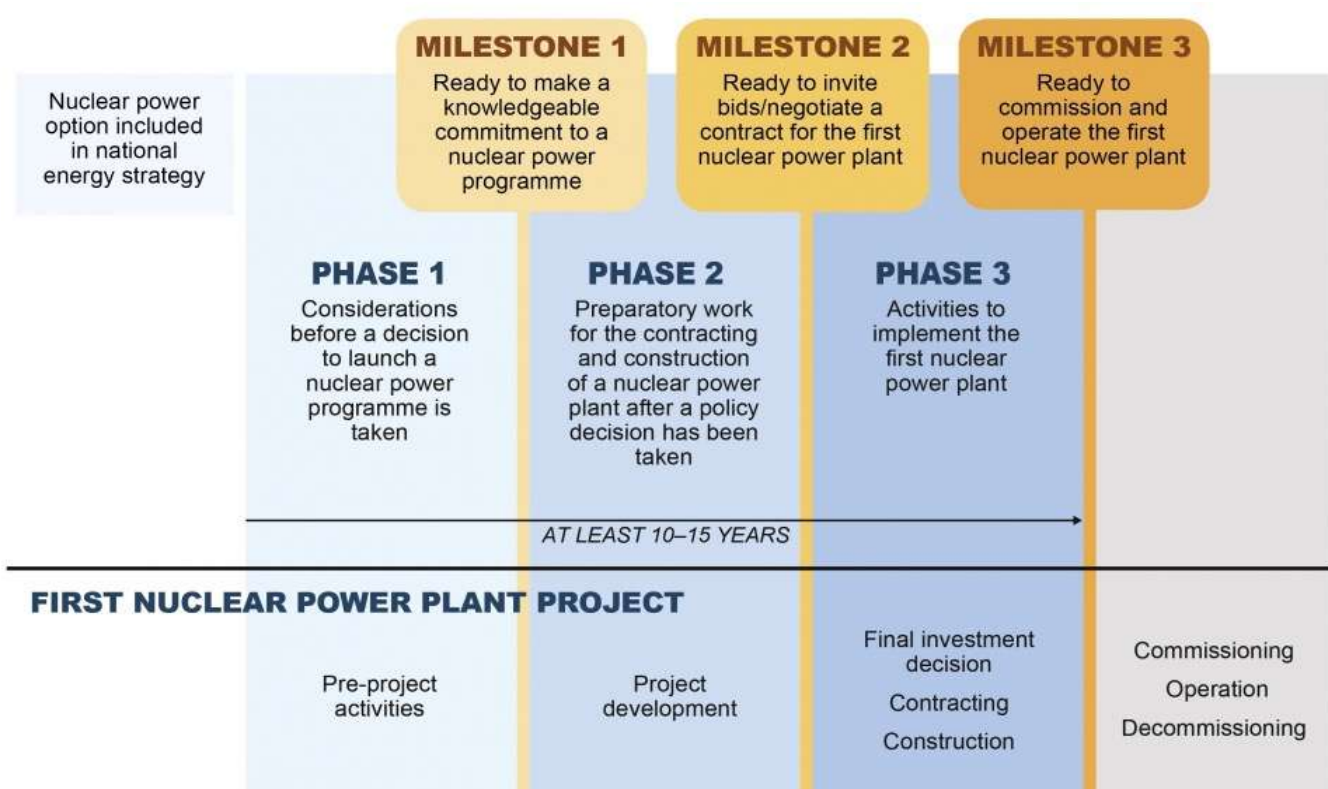 Nuclear power
option included
in national
energy strategy
MILESTONE 1
Ready to make a
knowledgeable
commitment to a
nuclear power
programme
MILESTONE 2
Ready to invite
bids/negotiate a
contract for the first
nuclear power plant
MILESTONE 3
Ready to
commission and
operate the first
nuclear power plant
PHASE 1
Considerations
before a decision
to launch a
nuclear power
programme is
taken
PHASE 2
Preparatory work
for the contracting
and construction
of a nuclear power
plant after a policy
decision has been
taken
PHASE 3
Activities to
implement the
first nuclear
power plant
AT LEAST 10–15 YEARS
FIRST NUCLEAR POWER PLANT PROJECT
Pre-project
activities
Project
development
Final investment
decision
Contracting
Construction
Commissioning
Operation
Decommissioning